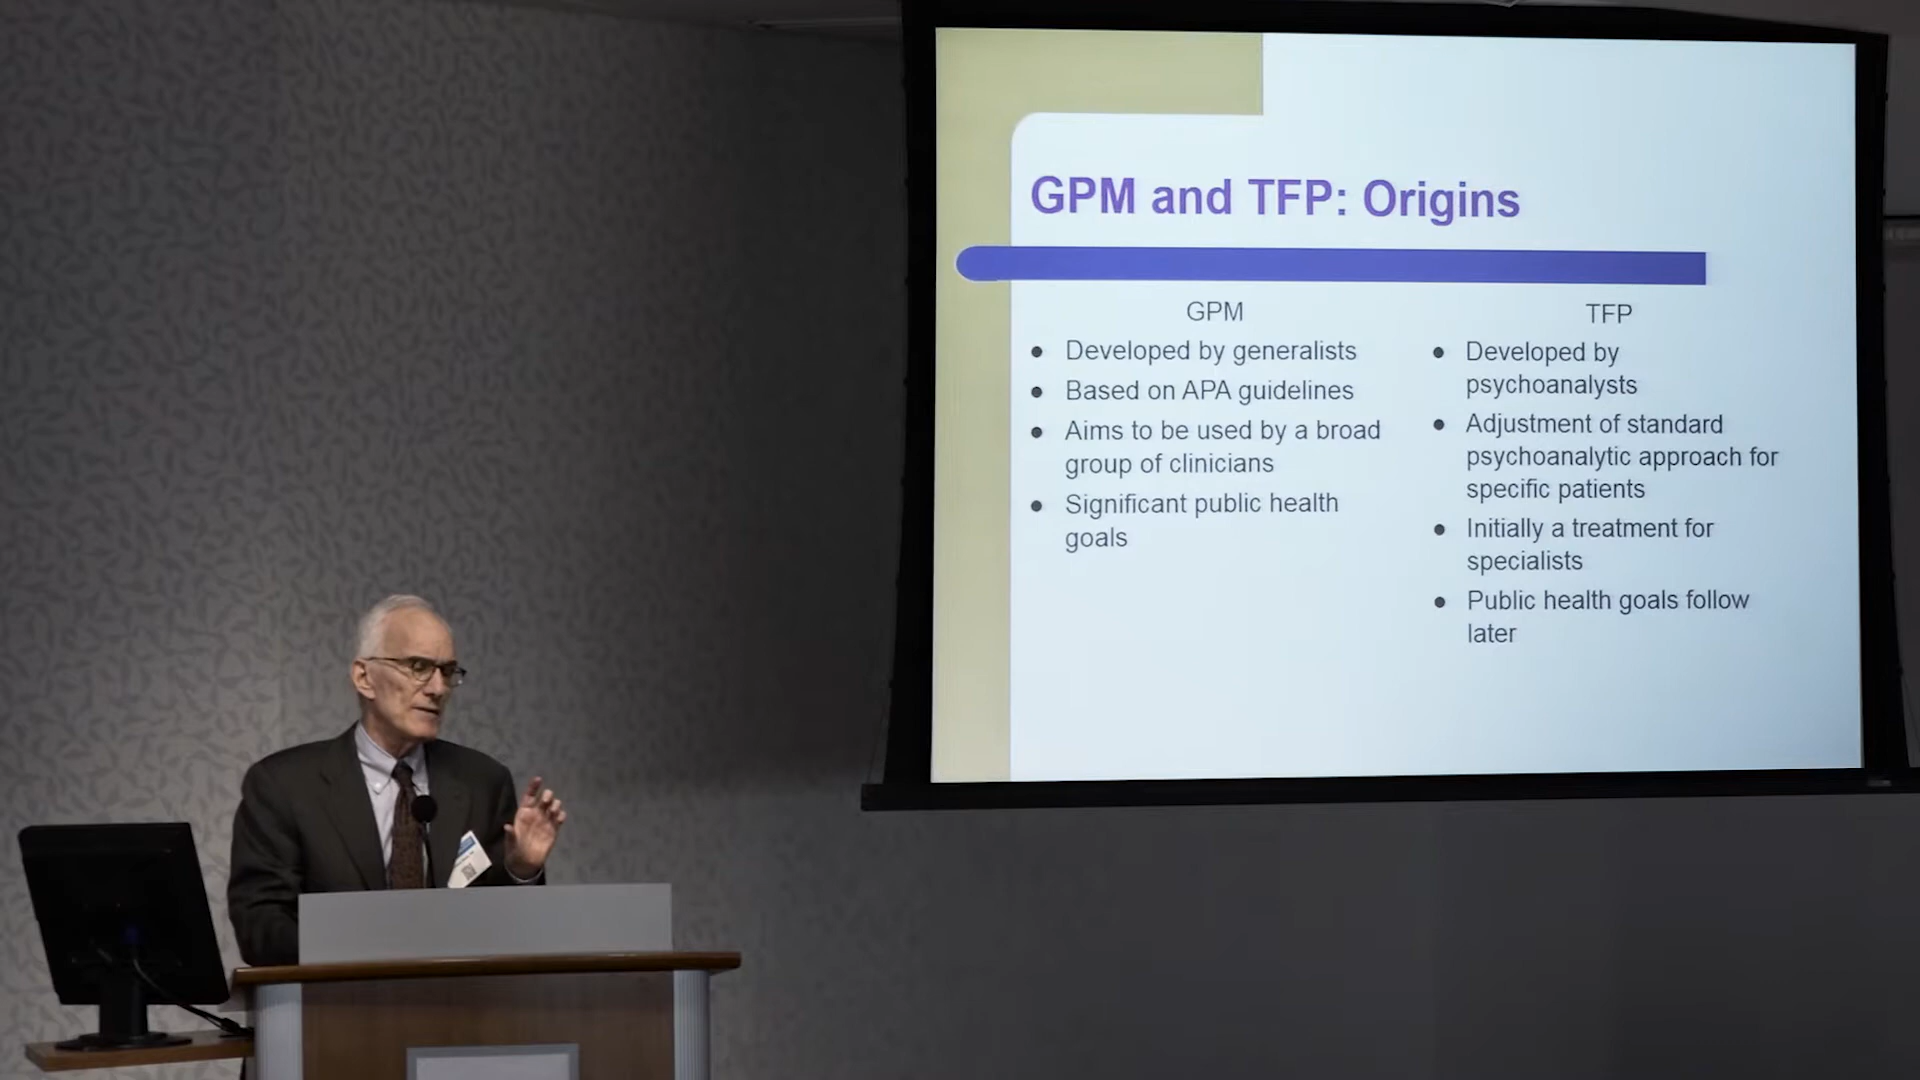 GPM and TFP: Origins
GPM
Developed by generalists
Based on APA guidelines
Aims to be used by a broad
group of clinicians
Significant public health
goals
TFP
Developed by
psychoanalysts
Adjustment of standard
psychoanalytic approach for
specific patients
Initially a treatment for
specialists
Public health goals follow
later